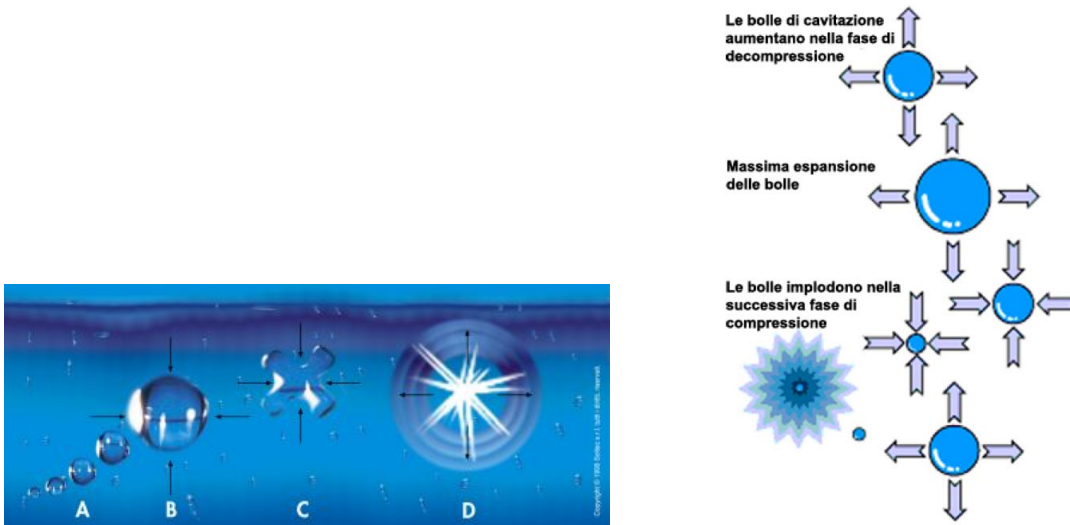 Le bolle di cavitazione
aumentano nella fase di
decompressione
Massima espansione
delle bolle
Le bolle implodono nella
successiva fase di
compressione
A B C D